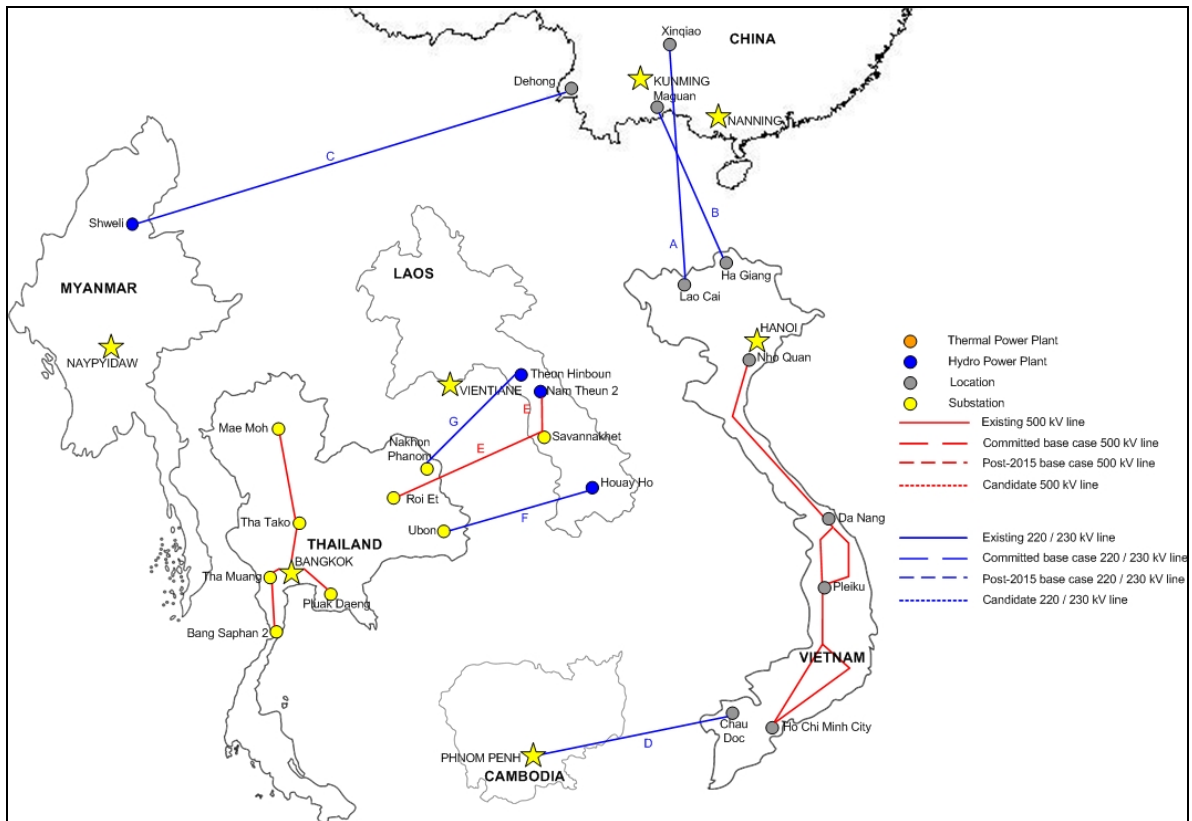 Xinqiao
CHINA
Dehong
KUNMING
Maguan
NANNING
C
Shweli
B
A
LAOS
Ha Giang
MYANMAR
Lao Cai
HANOI
NAYPYIDAW
Nho Quan
Theun Hinboun
VIENTIANE
Nam Theun 2
E
G
Mae Moh
Savannakhet
Nakhon
Phanom
E
Roi Et
Houay Ho
F
Ubon
Da Nang
Tha Tako
THAILAND
BANGKOK
Tha Muang
Pluak Daeng
Pleiku
Bang Saphan 2
VIETNAM
Chau
Doc
Ho Chi Minh City
D
PHNOM PENH
CAMBODIA
Thermal Power Plant
Hydro Power Plant
Location
Substation
Existing 500 kV line
Committed base case 500 kV line
Post-2015 base case 500 kV line
Candidate 500 kV line
Existing 220 / 230 kV line
Committed base case 220 / 230 kV line
Post-2015 base case 220 / 230 kV line
Candidate 220 / 230 kV line